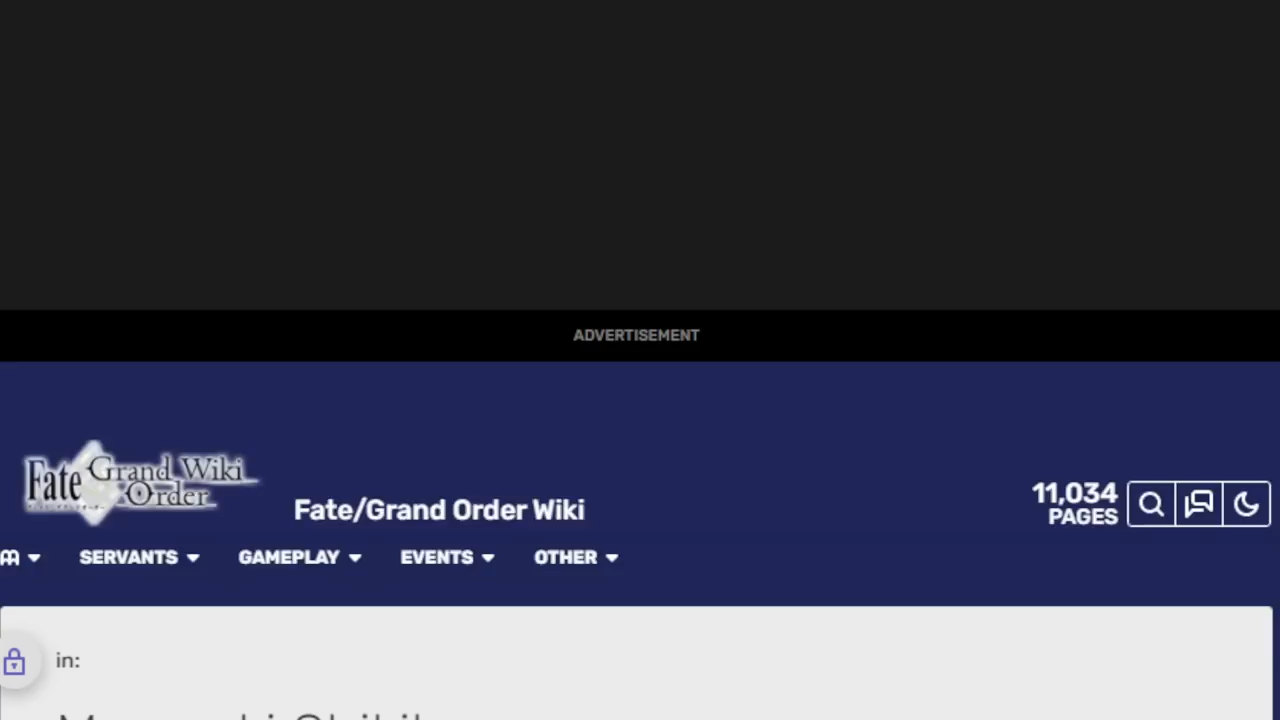 ADVERTISEMENT
Fate Grand Wiki
Order
Fate/Grand Order Wiki
11,034
PAGES
SERVANTS
GAMEPLAY
EVENTS
OTHER
in: